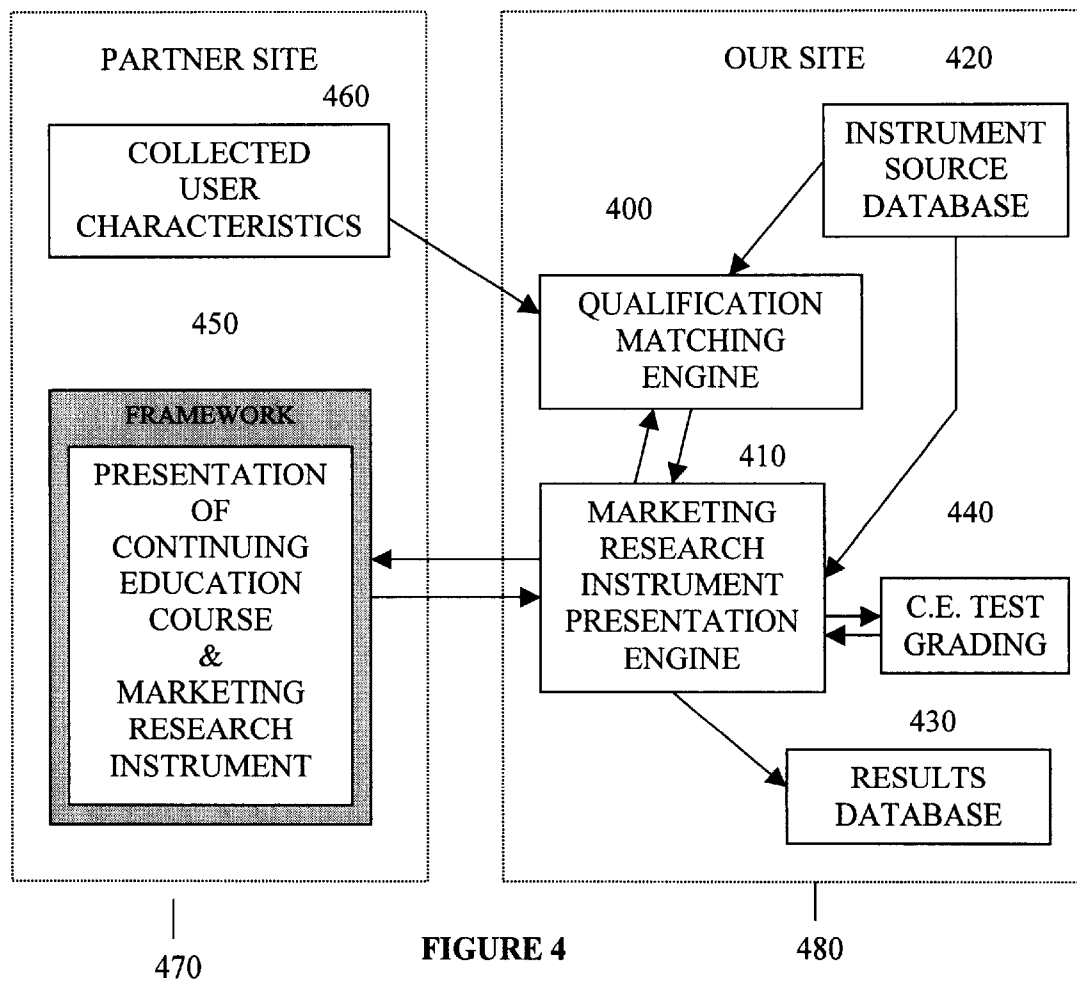 PARTNER SITE
460
COLLECTED
USER
CHARACTERISTICS
450
FRAMEWORK
PRESENTATION
OF
CONTINUING
EDUCATION
COURSE
&
MARKETING
RESEARCH
INSTRUMENT
470
OUR SITE
420
INSTRUMENT
SOURCE
DATABASE
400
QUALIFICATION
MATCHING
ENGINE
410
MARKETING
RESEARCH
INSTRUMENT
PRESENTATION
ENGINE
440
C.E. TEST
GRADING
430
RESULTS
DATABASE
480
FIGURE 4